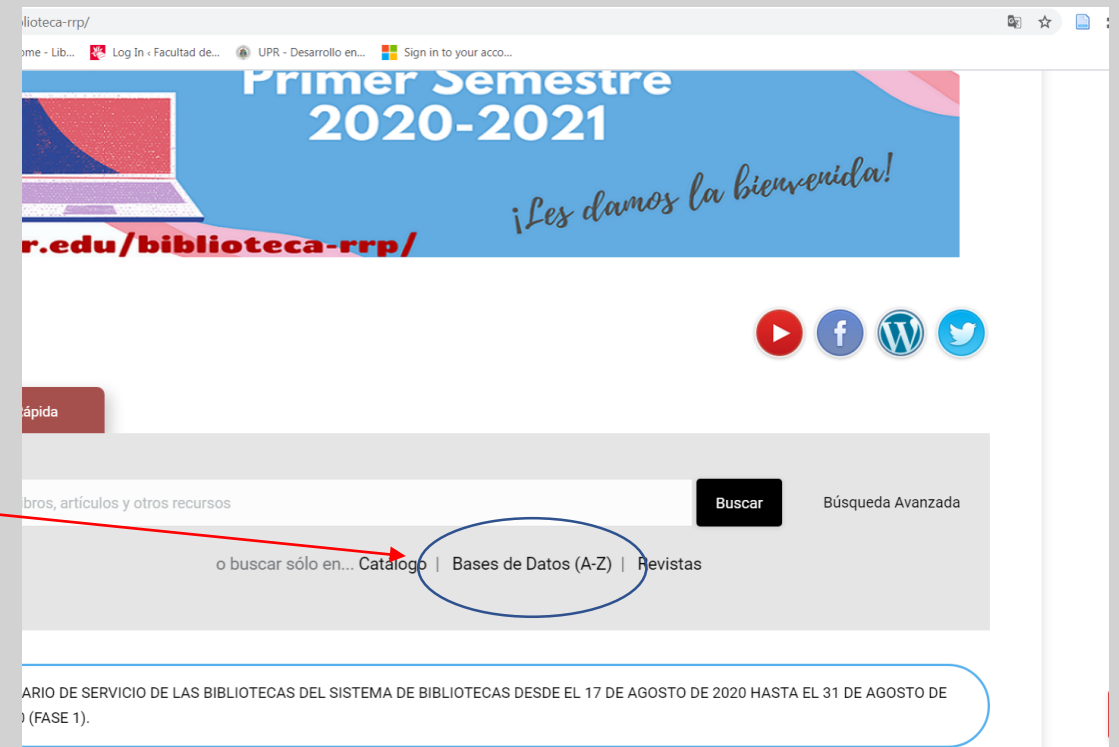 lioteca-rrp/
ome - Lib... Log In ‹ Facultad de... UPR - Desarrollo en... Sign in to your acco...
Primer Semestre
2020-2021
¡Les damos la bienvenida!
r.edu/biblioteca-rrp/
ápida
bros, artículos y otros recursos Buscar Búsqueda Avanzada
o buscar sólo en... Catálogo | Bases de Datos (A-Z) | Revistas
ARIO DE SERVICIO DE LAS BIBLIOTECAS DEL SISTEMA DE BIBLIOTECAS DESDE EL 17 DE AGOSTO DE 2020 HASTA EL 31 DE AGOSTO DE
(FASE 1).